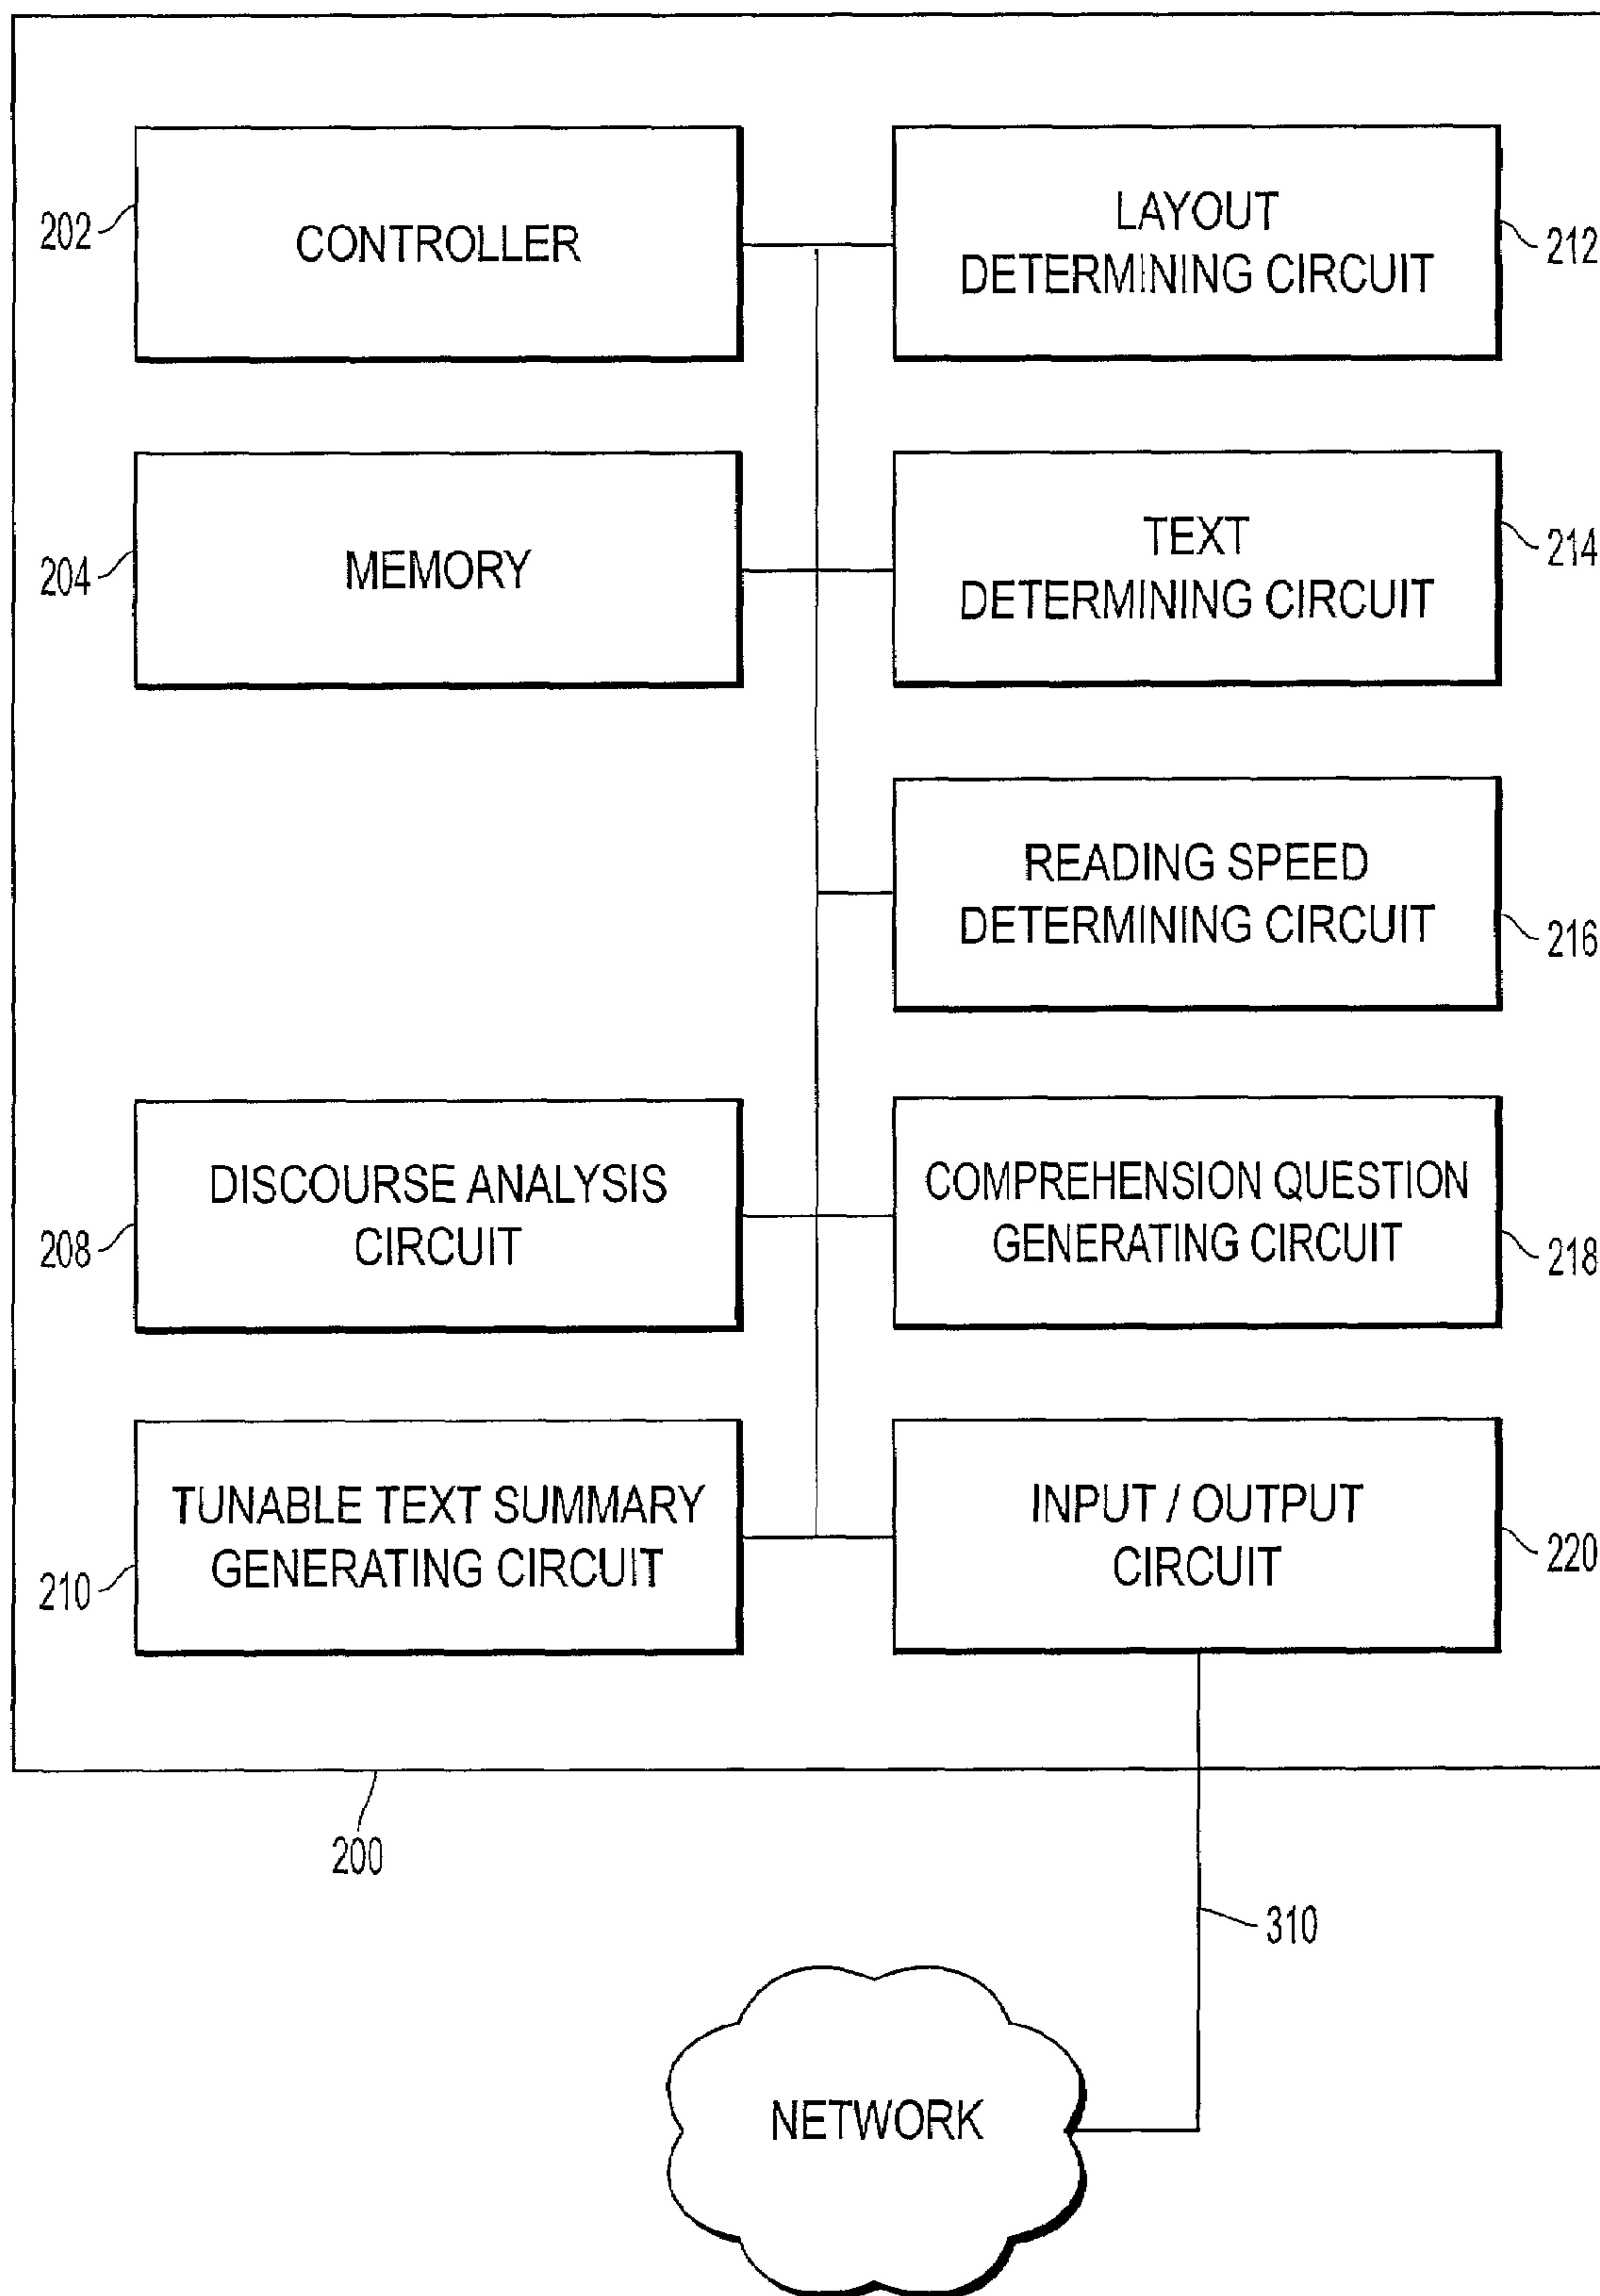 202
CONTROLLER
LAYOUT
DETERMINING CIRCUIT
212
204
MEMORY
TEXT
DETERMINING CIRCUIT
214
READING SPEED
DETERMINING CIRCUIT
216
208
DISCOURSE ANALYSIS
CIRCUIT
COMPREHENSION QUESTION
GENERATING CIRCUIT
218
210
TUNABLE TEXT SUMMARY
GENERATING CIRCUIT
INPUT / OUTPUT
CIRCUIT
220
200
310
NETWORK